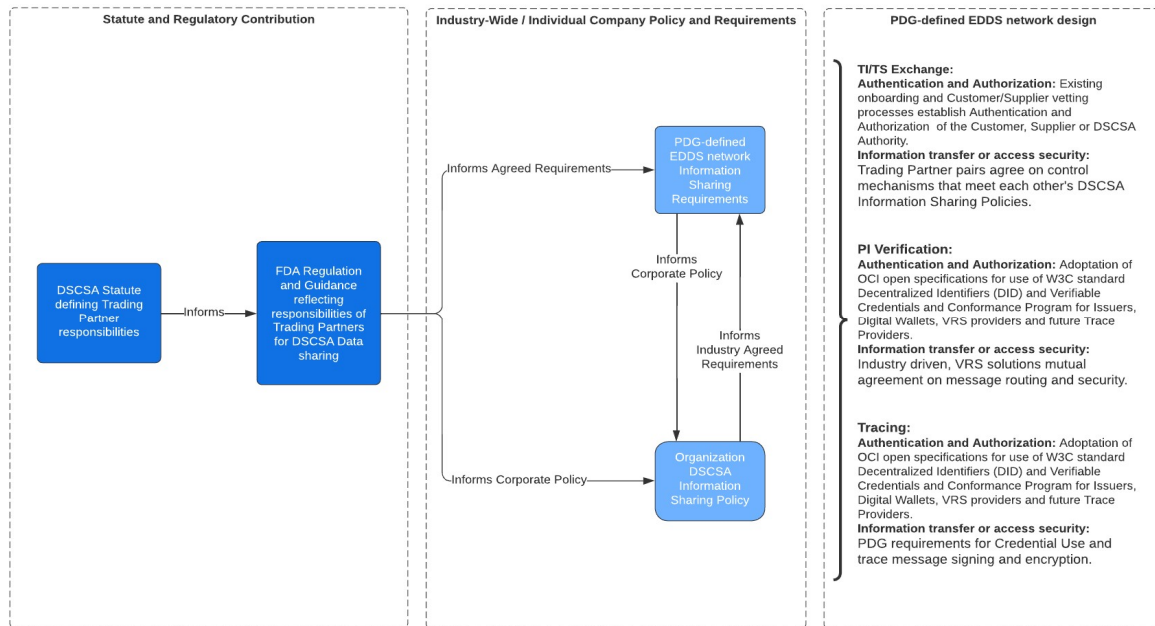 Statute and Regulatory Contribution
DSCSA Statute
defining Trading
Partner
responsibilities
Informs
FDA Regulation
and Guidance
reflecting
responsibilities of
Trading Partners
for DSCSA Data
sharing
Industry-Wide / Individual Company Policy and Requirements
Informs Agreed Requirements
PDG-defined
EDDS network
Information
Sharing
Requirements
Informs
Corporate Policy
Informs
Industry Agreed
Requirements
Informs Corporate Policy
Organization
DSCSA
Information
Sharing Policy
PDG-defined EDDS network design
TI/TS Exchange:
Authentication and Authorization: Existing
onboarding and Customer/Supplier vetting
processes establish Authentication and
Authorization of the Customer, Supplier or DSCSA
Authority.
Information transfer or access security:
Trading Partner pairs agree on control
mechanisms that meet each other's DSCSA
Information Sharing Policies.
PI Verification:
Authentication and Authorization: Adoptation of
OCI open specifications for use of W3C standard
Decentralized Identifiers (DID) and Verifiable
Credentials and Conformance Program for Issuers,
Digital Wallets, VRS providers and future Trace
Providers.
Information transfer or access security:
Industry driven, VRS solutions mutual
agreement on message routing and security.
Tracing:
Authentication and Authorization: Adoptation of
OCI open specifications for use of W3C standard
Decentralized Identifiers (DID) and Verifiable
Credentials and Conformance Program for Issuers,
Digital Wallets, VRS providers and future Trace
Providers.
Information transfer or access security:
PDG requirements for Credential Use and
trace message signing and encryption.